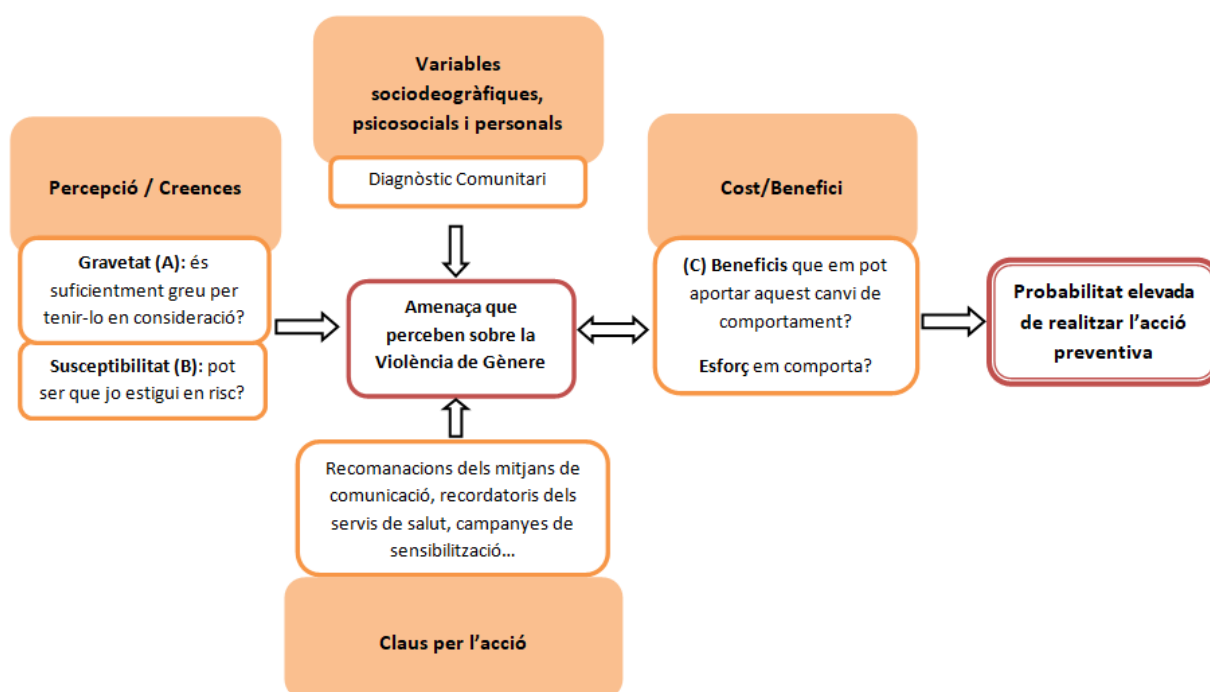 Variables
sociodeogràfiques,
psicosocials i personals
Diagnòstic Comunitari
Percepció / Creences
Gravetat (A): és
suficientment greu per
tenir-lo en consideració?
Susceptibilitat (B): pot
ser que jo estigui en risc?
Amenaça que
perceben sobre la
Violència de Gènere
Cost/Benefici
(C) Beneficis que em pot
aportar aquest canvi de
comportament?
Esforç em comporta?
Probabilitat elevada
de realitzar l’acció
preventiva
Recomanacions dels mitjans de
comunicació, recordatoris dels
servis de salut, campanyes de
sensibilització…
Claus per l’acció